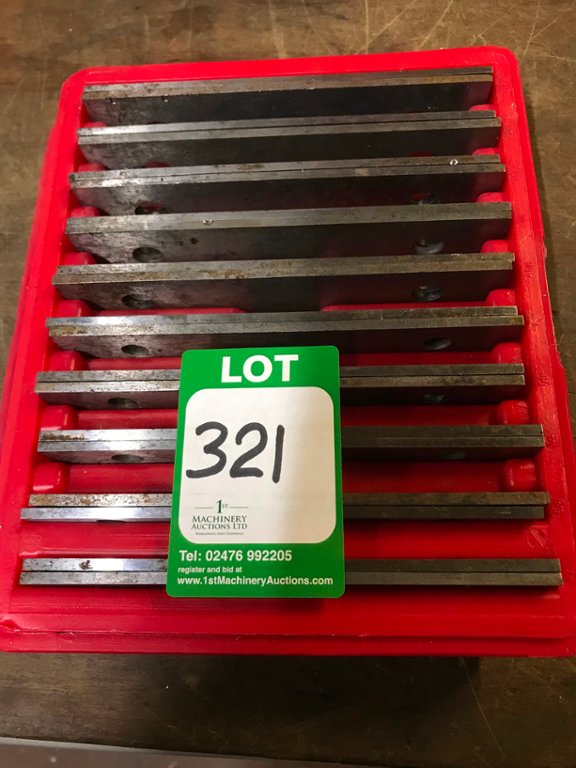 LOT
321
1ST
MACHINERY
AUCTIONS LTD
Tel: 02476 992205
register and bid at
www.1stMachineryAuctions.com